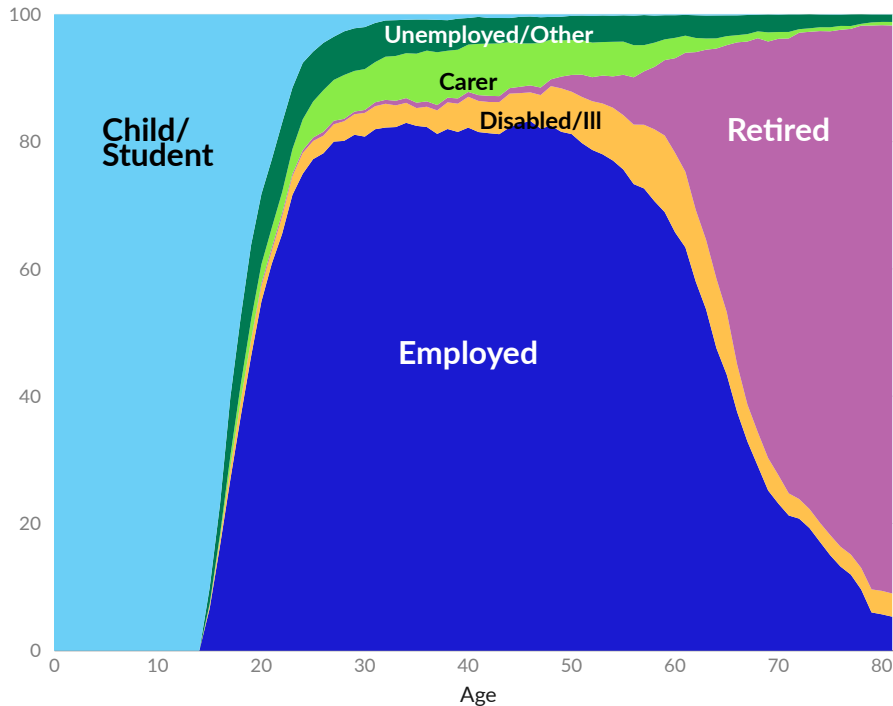 100
Unemployed/Other
Carer
Disabled/Ill
Child/
Student
Retired
80
60
Employed
40
20
0
0 10 20 30 40 50 60 70 80
Age